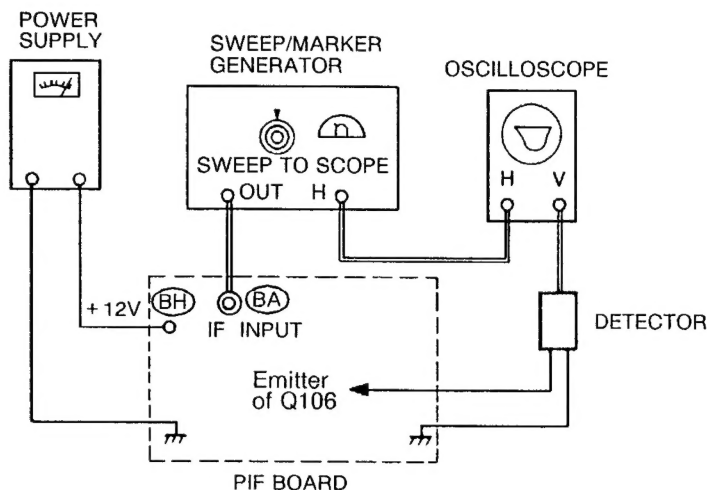 POWER
SUPPLY
SWEEP/MARKER
GENERATOR
OSCILLOSCOPE
n
SWEEP TO SCOPE
OUT H
H V
+12V
BH
BA
IF INPUT
DETECTOR
Emitter
of Q106
PIF BOARD